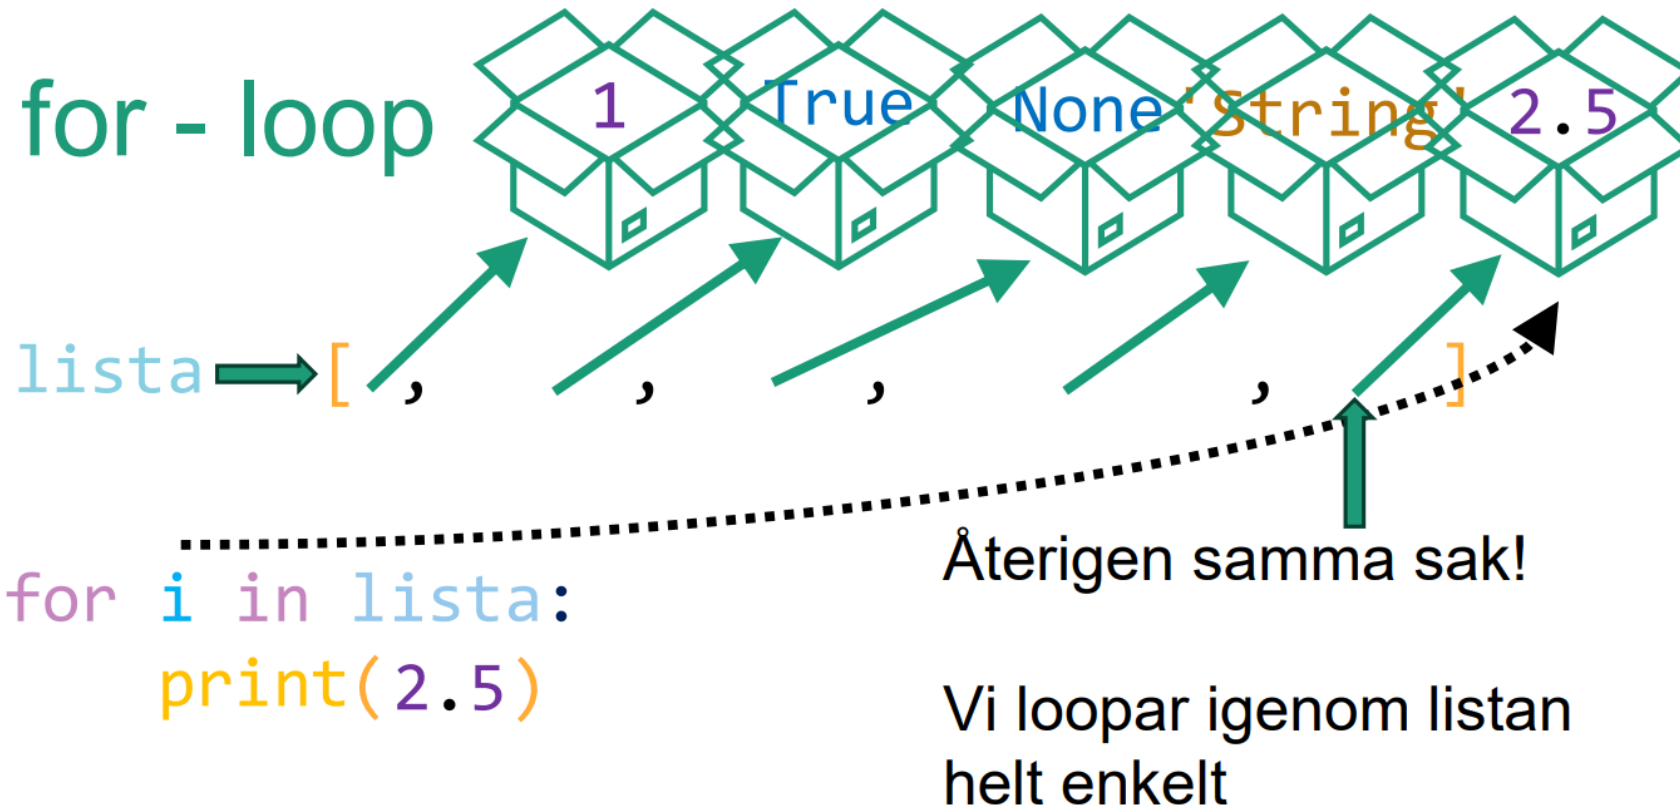 for - loop
1
True
None
'String'
2.5
lista [ , , , , ]
for i in lista:
print(2.5)
Återigen samma sak!
Vi loopar igenom listan
helt enkelt